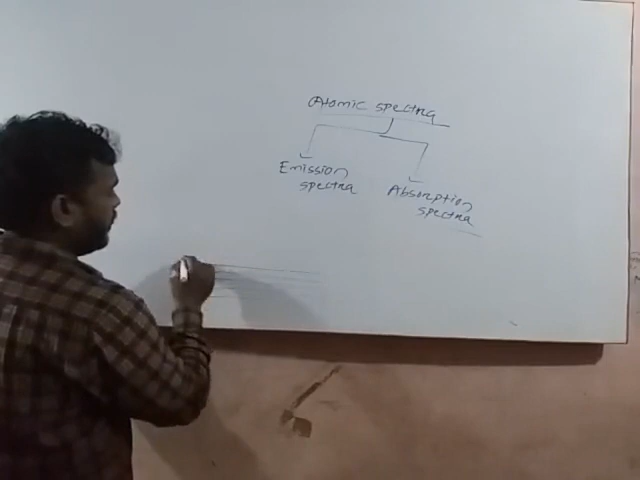 Atomic spectra
Emission
spectra
Absorption
spectra